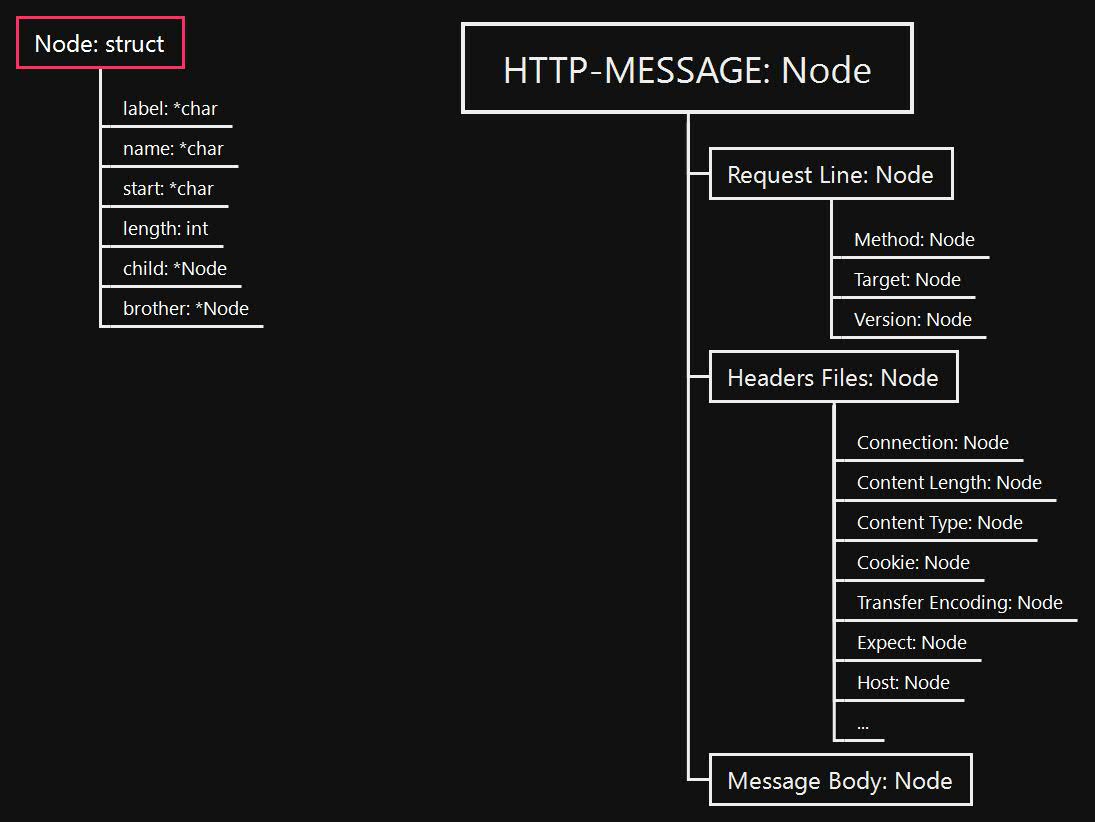 Node: struct
label: *char
name: *char
start: *char
length: int
child: *Node
brother: *Node
HTTP-MESSAGE: Node
Request Line: Node
Method: Node
Target: Node
Version: Node
Headers Files: Node
Connection: Node
Content Length: Node
Content Type: Node
Cookie: Node
Transfer Encoding: Node
Expect: Node
Host: Node
...
Message Body: Node